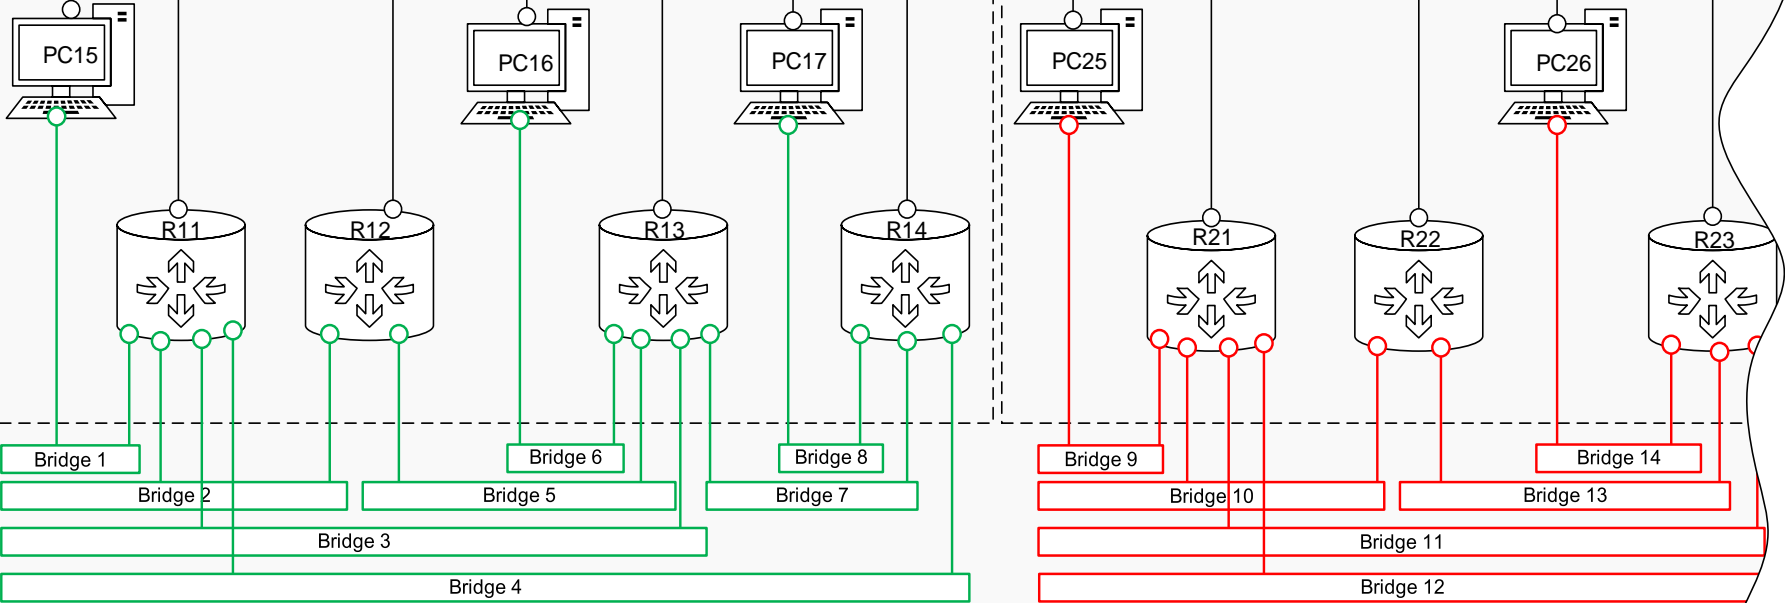 PC15
PC16
PC17
PC25
PC26
R11
R12
R13
R14
R21
R22
R23
Bridge 1
Bridge 6
Bridge 8
Bridge 9
Bridge 14
Bridge 2
Bridge 5
Bridge 7
Bridge 10
Bridge 13
Bridge 3
Bridge 11
Bridge 4
Bridge 12